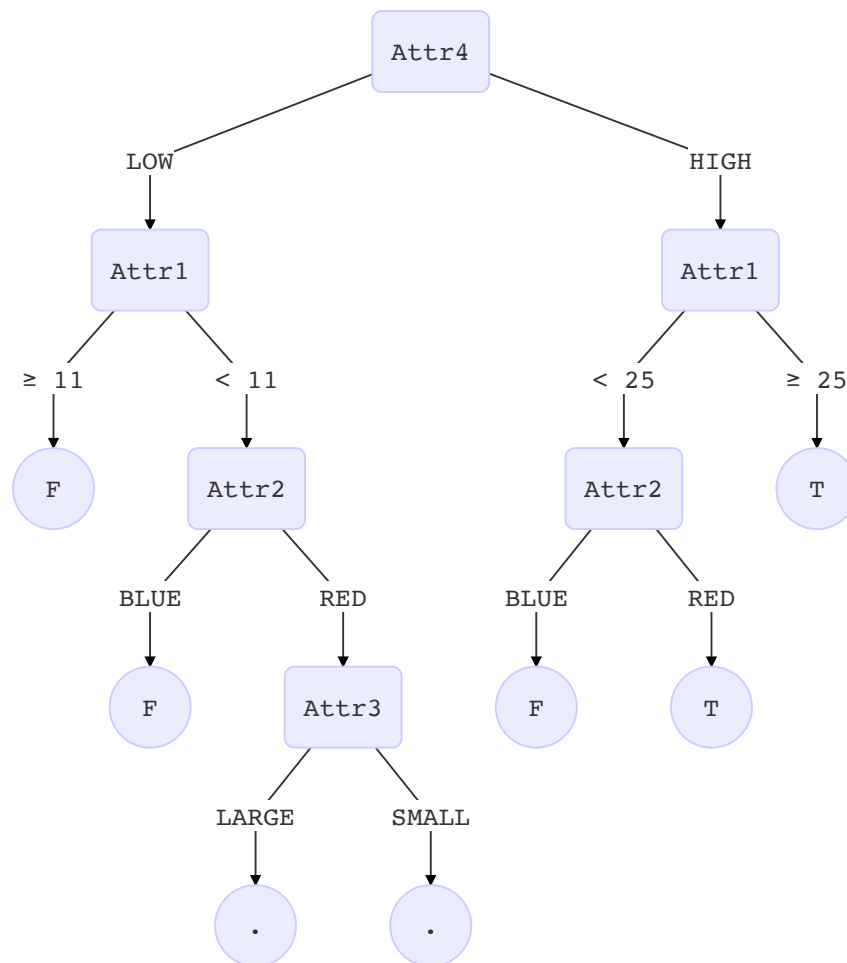 Attr4
LOW
HIGH
Attr1
Attr1
≥ 11
< 11
< 25
≥ 25
F
Attr2
Attr2
T
BLUE
RED
BLUE
RED
F
Attr3
F
T
LARGE
SMALL
.
.